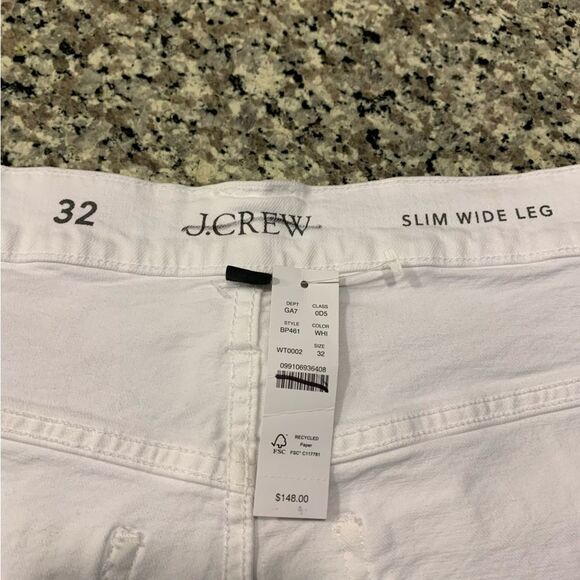 32
J.CREW
SLIM WIDE LEG
DEPT CLASS
GA7 0D5
STYLE COLOR
BP461 WHI
SIZE
WT0002 32
099106936408
FSC
RECYCLED
Paper
FSC® C117781
$148.00